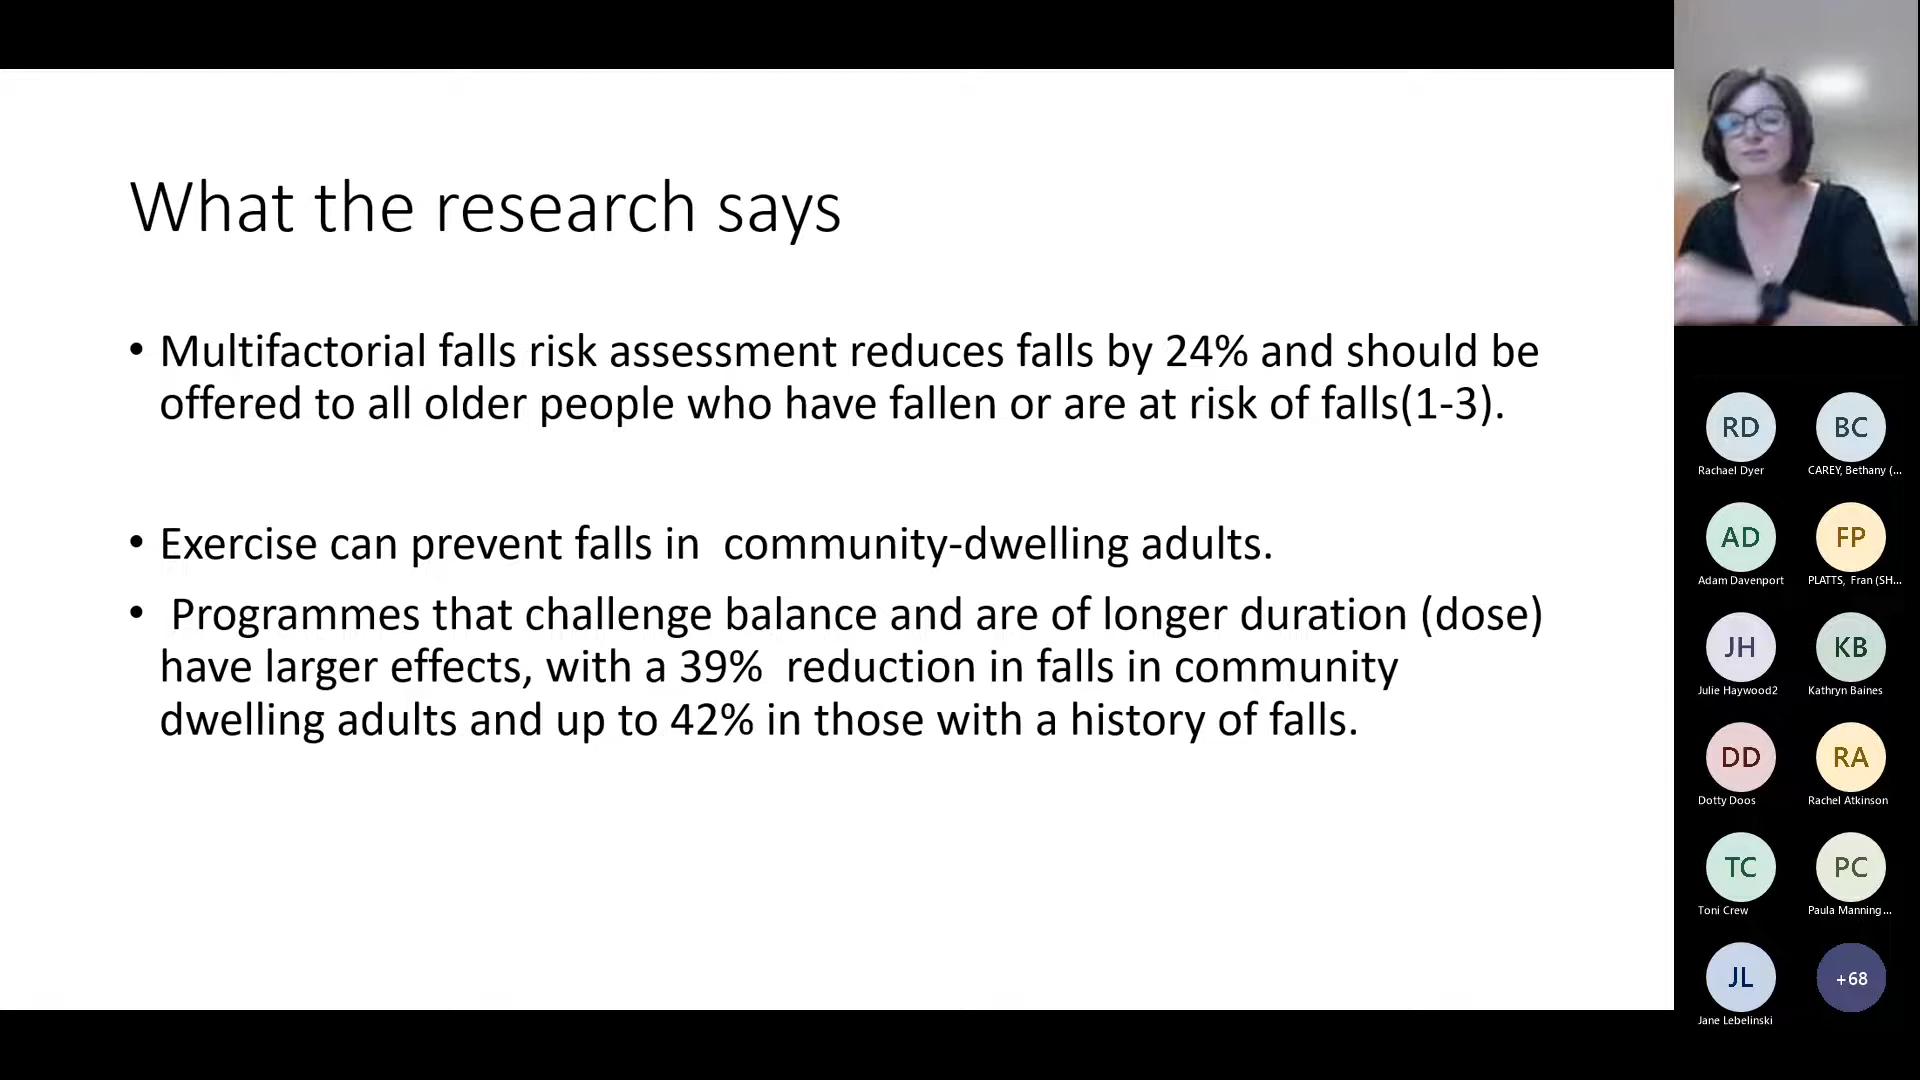 What the research says
• Multifactorial falls risk assessment reduces falls by 24% and should be
offered to all older people who have fallen or are at risk of falls(1-3).
• Exercise can prevent falls in  community-dwelling adults.
•  Programmes that challenge balance and are of longer duration (dose)
have larger effects, with a 39%  reduction in falls in community
dwelling adults and up to 42% in those with a history of falls.
RD
Rachael Dyer
BC
CAREY, Bethany (...
AD
Adam Davenport
FP
PLATTS, Fran (SH...
JH
Julie Haywood2
KB
Kathryn Baines
DD
Dotty Doos
RA
Rachel Atkinson
TC
Toni Crew
PC
Paula Manning...
JL
Jane Lebelinski
+68